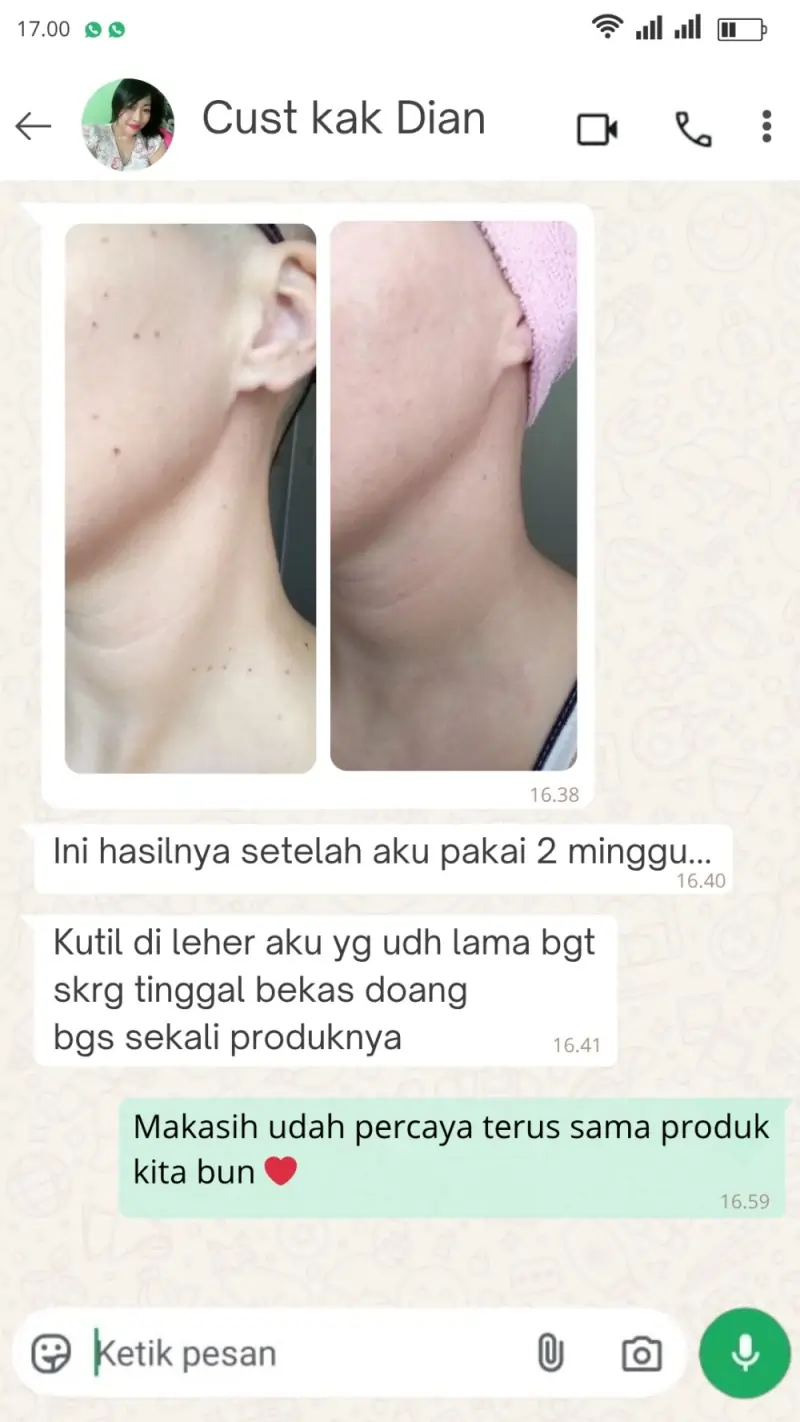 17.00
Cust kak Dian
16.38
Ini hasilnya setelah aku pakai 2 minggu...
16.40
Kutil di leher aku yg udh lama bgt
skrg tinggal bekas doang
bgs sekali produknya
16.41
Makasih udah percaya terus sama produk
kita bun ❤️
16.59
Ketik pesan